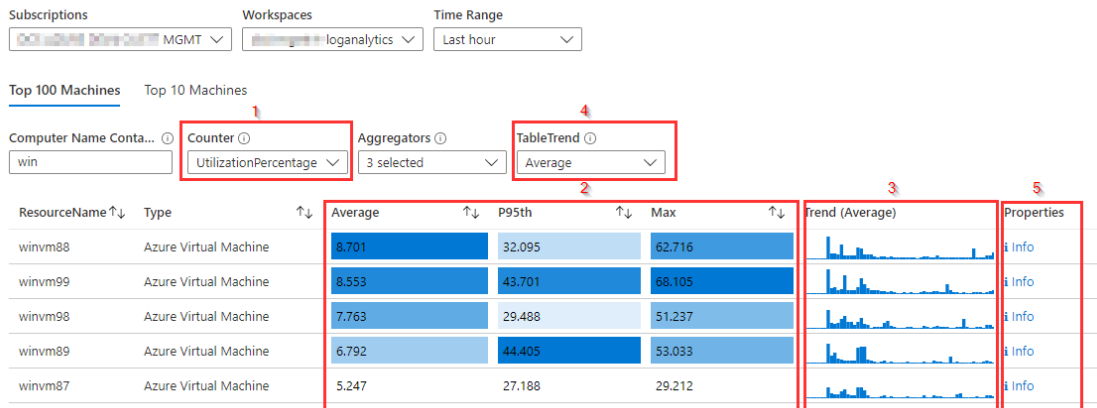 Subscriptions Workspaces Time Range
MGMT loganalytics Last hour
Top 100 Machines Top 10 Machines
1 4
Computer Name Conta... Counter Aggregators TableTrend
win UtilizationPercentage 3 selected Average
2 3 5
ResourceName Type Average P95th Max Trend (Average) Properties
winvm88 Azure Virtual Machine 8.701 32.095 62.716 Info
winvm99 Azure Virtual Machine 8.553 43.701 68.105 Info
winvm98 Azure Virtual Machine 7.763 29.488 51.237 Info
winvm89 Azure Virtual Machine 6.792 44.405 53.033 Info
winvm87 Azure Virtual Machine 5.247 27.188 29.212 Info